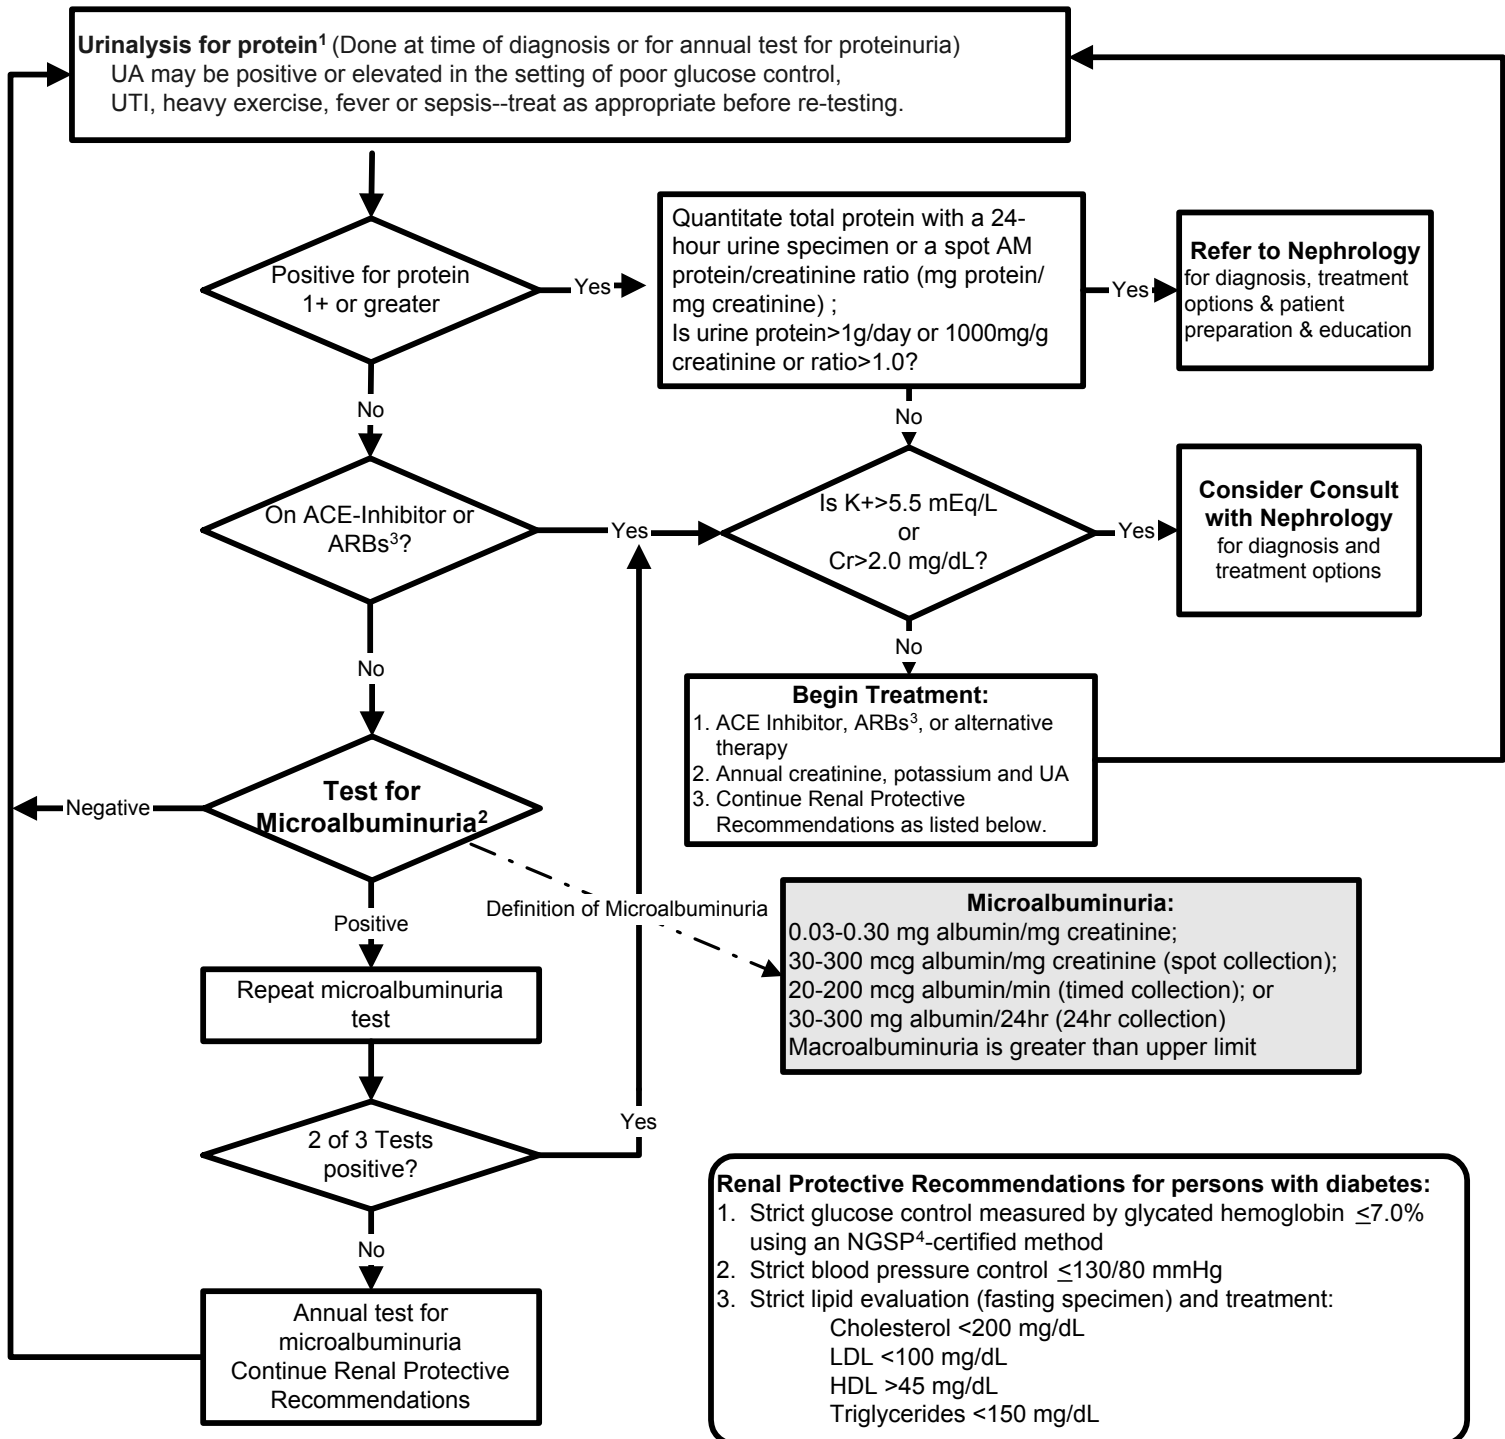 Urinalysis for protein¹ (Done at time of diagnosis or for annual test for proteinuria)
UA may be positive or elevated in the setting of poor glucose control,
UTI, heavy exercise, fever or sepsis--treat as appropriate before re-testing.
Positive for protein
1+ or greater
Yes
Quantitate total protein with a 24-
hour urine specimen or a spot AM
protein/creatinine ratio (mg protein/
mg creatinine) ;
Is urine protein>1g/day or 1000mg/g
creatinine or ratio>1.0?
Yes
Refer to Nephrology
for diagnosis, treatment
options & patient
preparation & education
No
No
On ACE-Inhibitor or
ARBs³?
Yes
Is K+>5.5 mEq/L
or
Cr>2.0 mg/dL?
Yes
Consider Consult
with Nephrology
for diagnosis and
treatment options
No
No
Begin Treatment:
1. ACE Inhibitor, ARBs³, or alternative
therapy
2. Annual creatinine, potassium and UA
3. Continue Renal Protective
Recommendations as listed below.
Test for
Microalbuminuria²
Negative
Positive
Definition of Microalbuminuria
Microalbuminuria:
0.03-0.30 mg albumin/mg creatinine;
30-300 mcg albumin/mg creatinine (spot collection);
20-200 mcg albumin/min (timed collection); or
30-300 mg albumin/24hr (24hr collection)
Macroalbuminuria is greater than upper limit
Repeat microalbuminuria
test
2 of 3 Tests
positive?
Yes
No
Annual test for
microalbuminuria
Continue Renal Protective
Recommendations
Renal Protective Recommendations for persons with diabetes:
1. Strict glucose control measured by glycated hemoglobin ≤7.0%
using an NGSP⁴-certified method
2. Strict blood pressure control ≤130/80 mmHg
3. Strict lipid evaluation (fasting specimen) and treatment:
Cholesterol <200 mg/dL
LDL <100 mg/dL
HDL >45 mg/dL
Triglycerides <150 mg/dL